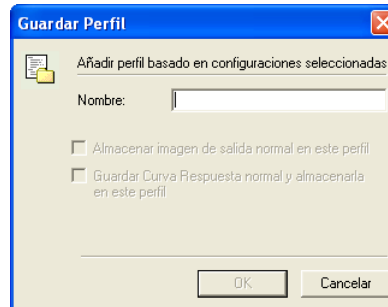 Guardar Perfil
Añadir perfil basado en configuraciones seleccionadas
Nombre:
Almacenar imagen de salida normal en este perfil
Guardar Curva Respuesta normal y almacenarla
en este perfil
OK
Cancelar